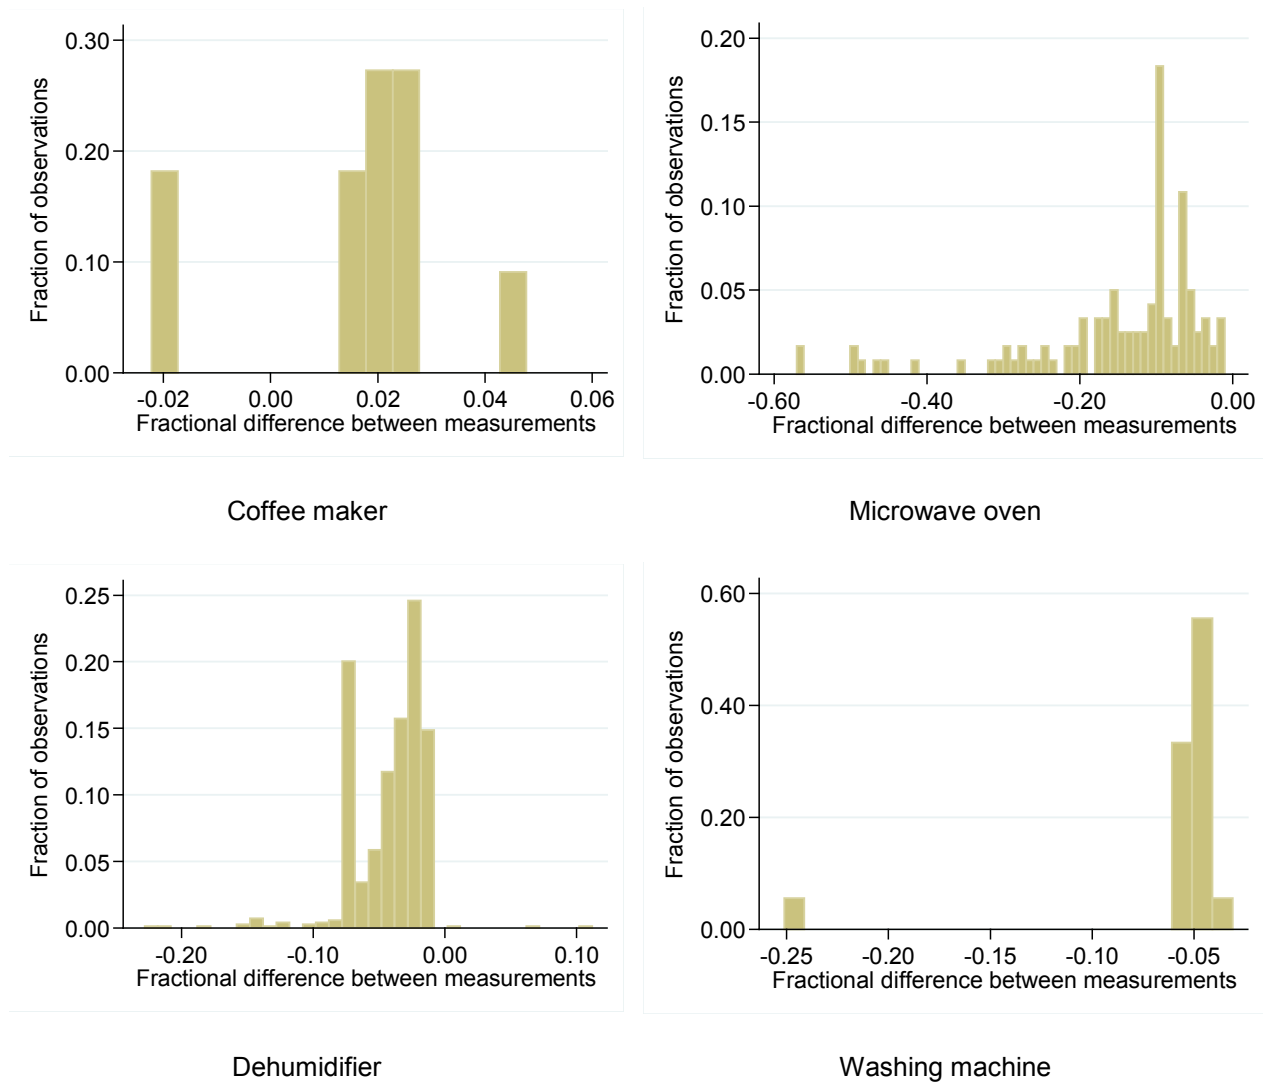 0.30
0.20
0.10
0.00
Fraction of observations
-0.02 0.00 0.02 0.04 0.06
Fractional difference between measurements
Coffee maker
0.20
0.15
0.10
0.05
0.00
Fraction of observations
-0.60 -0.40 -0.20 0.00
Fractional difference between measurements
Microwave oven
0.25
0.20
0.15
0.10
0.05
0.00
Fraction of observations
-0.20 -0.10 0.00 0.10
Fractional difference between measurements
Dehumidifier
0.60
0.40
0.20
0.00
Fraction of observations
-0.25 -0.20 -0.15 -0.10 -0.05
Fractional difference between measurements
Washing machine